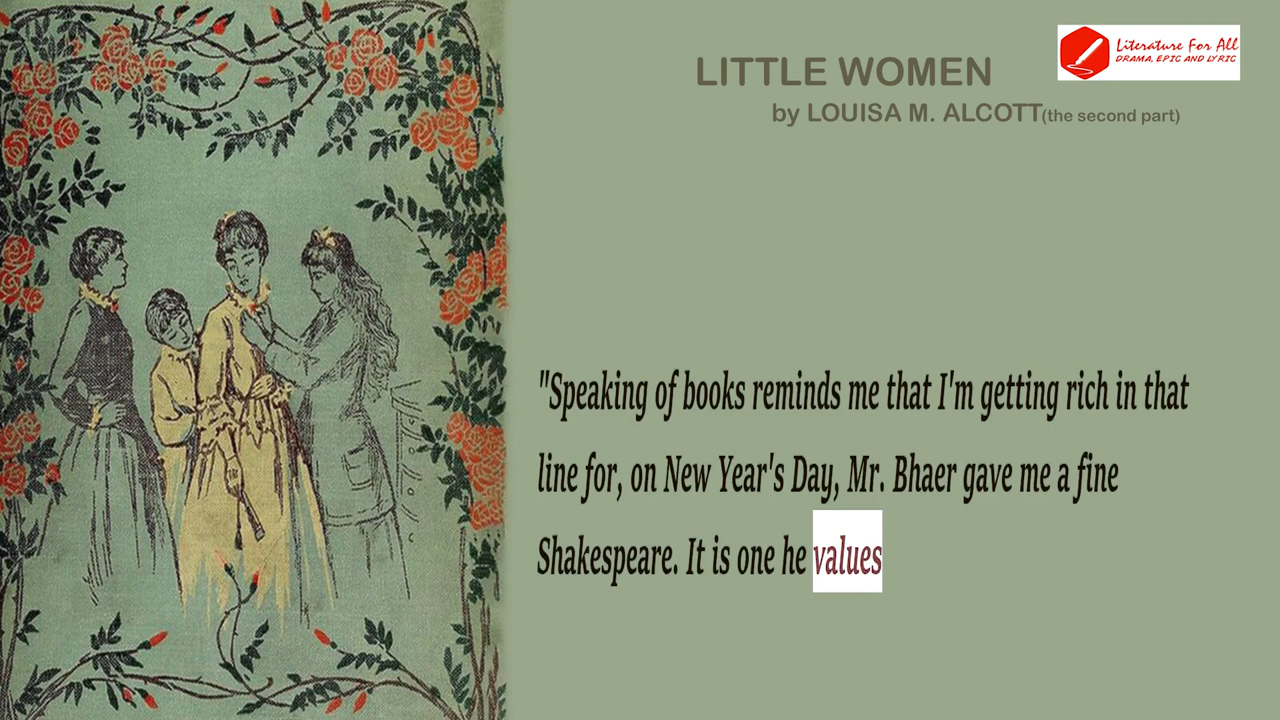 LITTLE WOMEN
by LOUISA M. ALCOTT(the second part)
Literature For All
DRAMA, EPIC AND LYRIC
"Speaking of books reminds me that I'm getting rich in that
line for, on New Year's Day, Mr. Bhaer gave me a fine
Shakespeare. It is one he values